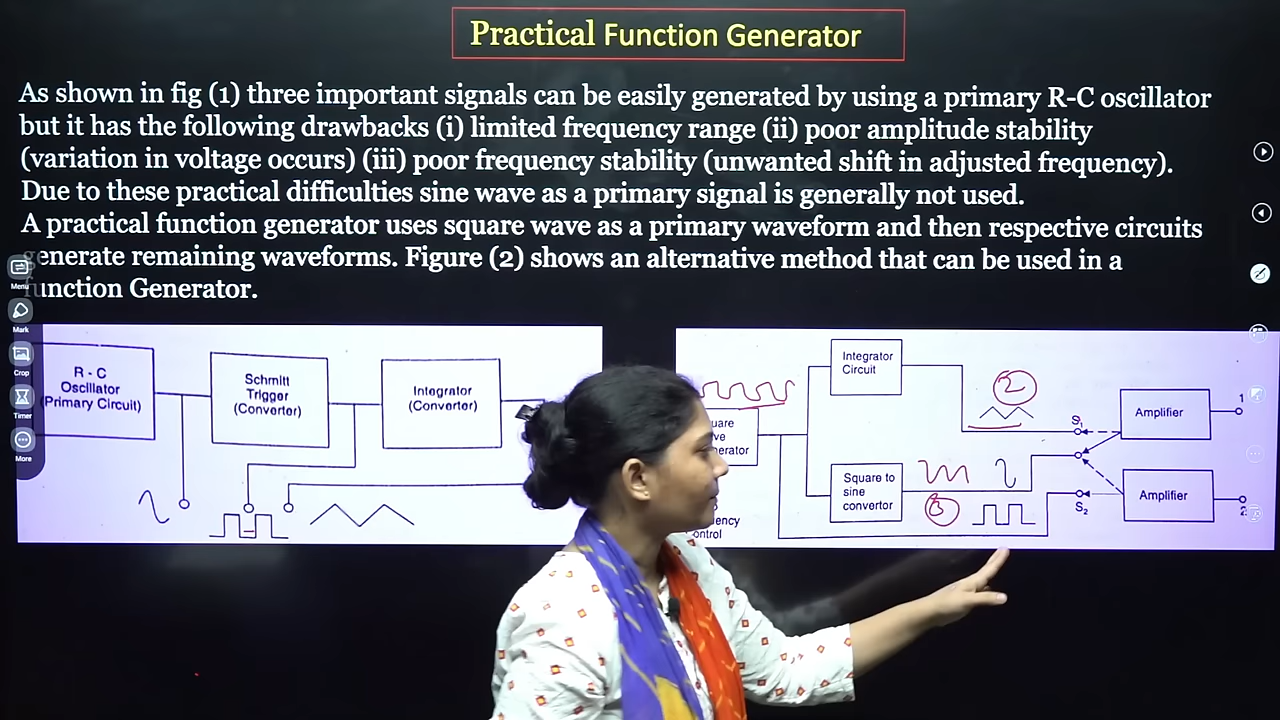 Practical Function Generator
As shown in fig (1) three important signals can be easily generated by using a primary R-C oscillator
but it has the following drawbacks (i) limited frequency range (ii) poor amplitude stability
(variation in voltage occurs) (iii) poor frequency stability (unwanted shift in adjusted frequency).
Due to these practical difficulties sine wave as a primary signal is generally not used.
A practical function generator uses square wave as a primary waveform and then respective circuits
generate remaining waveforms. Figure (2) shows an alternative method that can be used in a
function Generator.
Menu
Mark
Crop
Timer
More
R - C
Oscillator
(Primary Circuit)
Schmitt
Trigger
(Converter)
Integrator
(Converter)
Integrator
Circuit
2
Amplifier
1
S1
Square to
sine
convertor
3
S2
Amplifier
2